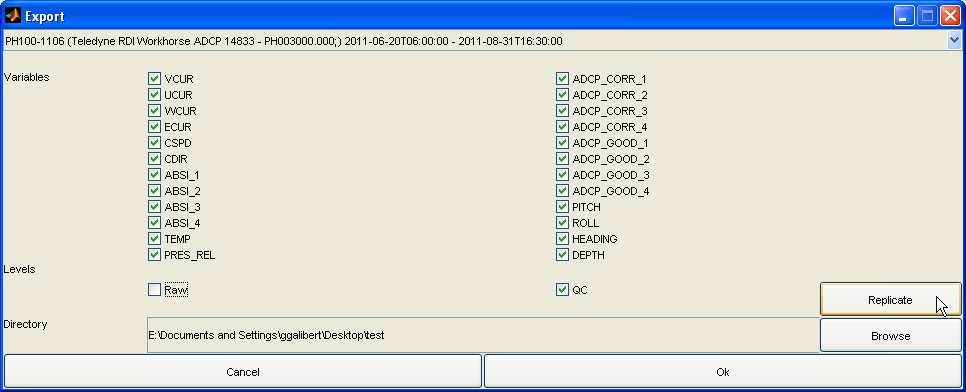 Export
PH100-1106 (Teledyne RDI Workhorse ADCP 14833 - PH003000.000;) 2011-06-20T06:00:00 - 2011-08-31T16:30:00
Variables
VCUR ADCP_CORR_1
UCUR ADCP_CORR_2
WCUR ADCP_CORR_3
ECUR ADCP_CORR_4
CSPD ADCP_GOOD_1
CDIR ADCP_GOOD_2
ABSI_1 ADCP_GOOD_3
ABSI_2 ADCP_GOOD_4
ABSI_3 PITCH
ABSI_4 ROLL
TEMP HEADING
PRES_REL DEPTH
Levels
Raw QC
Replicate
Directory
E:\Documents and Settings\ggalibert\Desktop\test
Browse
Cancel Ok